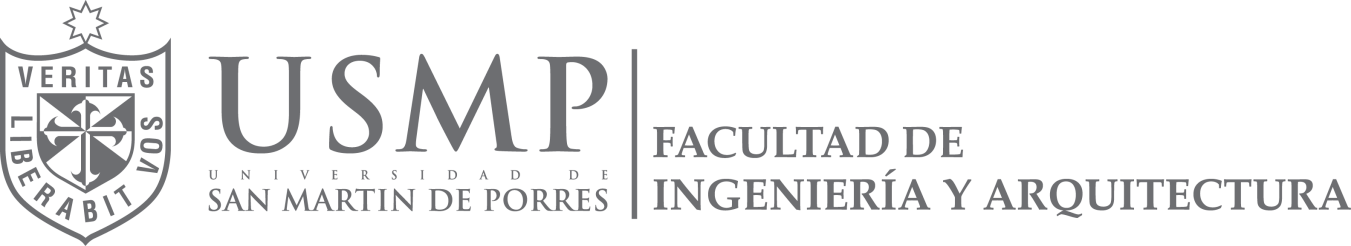 VERITAS
LIBERABIT VOS
USMP
UNIVERSIDAD DE
SAN MARTIN DE PORRES
FACULTAD DE
INGENIERÍA Y ARQUITECTURA